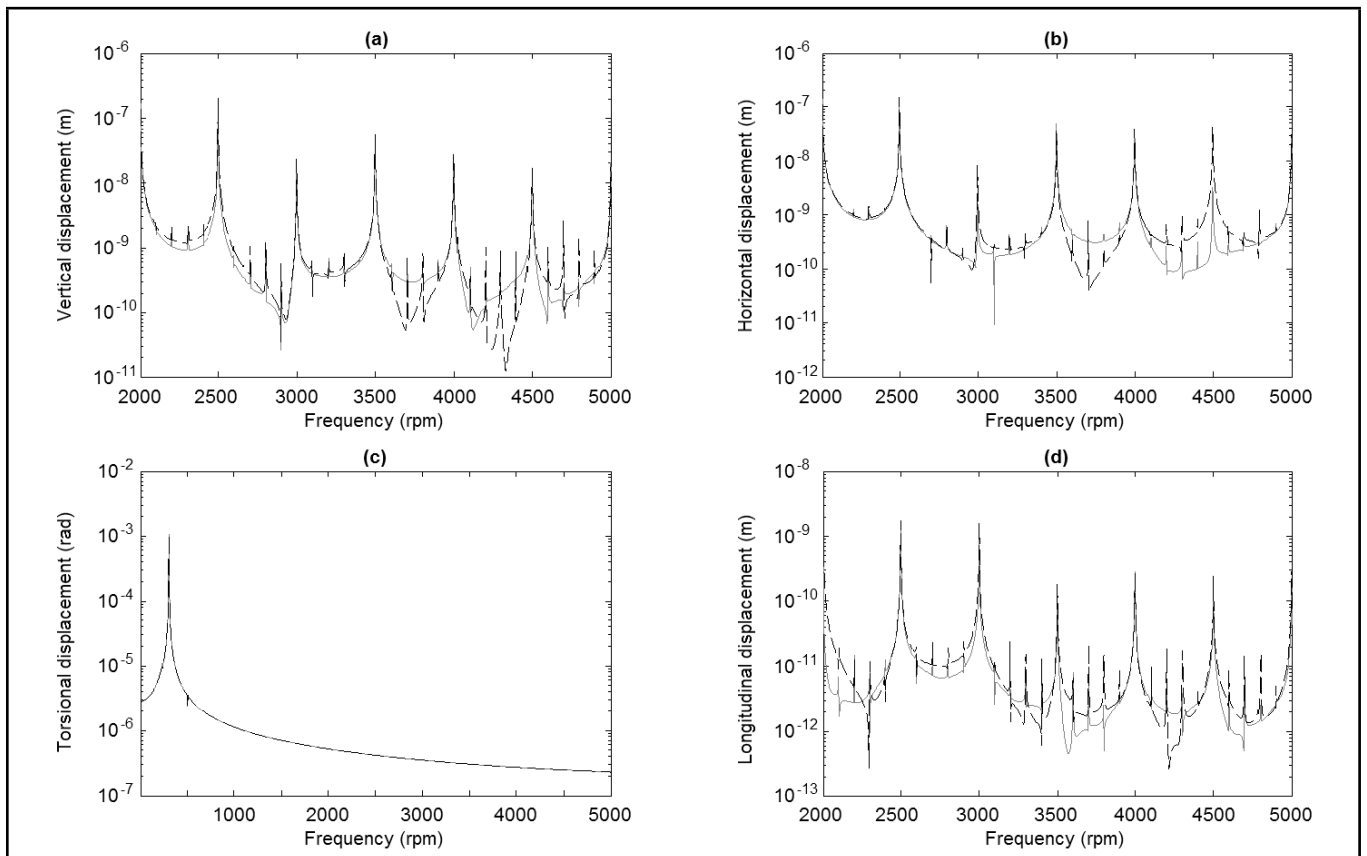 (a)
10-6
10-7
10-8
10-9
10-10
10-11
Vertical displacement (m)
2000 2500 3000 3500 4000 4500 5000
Frequency (rpm)
(b)
10-6
10-7
10-8
10-9
10-10
10-11
10-12
Horizontal displacement (m)
2000 2500 3000 3500 4000 4500 5000
Frequency (rpm)
(c)
10-2
10-3
10-4
10-5
10-6
10-7
Torsional displacement (rad)
1000 2000 3000 4000 5000
Frequency (rpm)
(d)
10-8
10-9
10-10
10-11
10-12
10-13
Longitudinal displacement (m)
2000 2500 3000 3500 4000 4500 5000
Frequency (rpm)